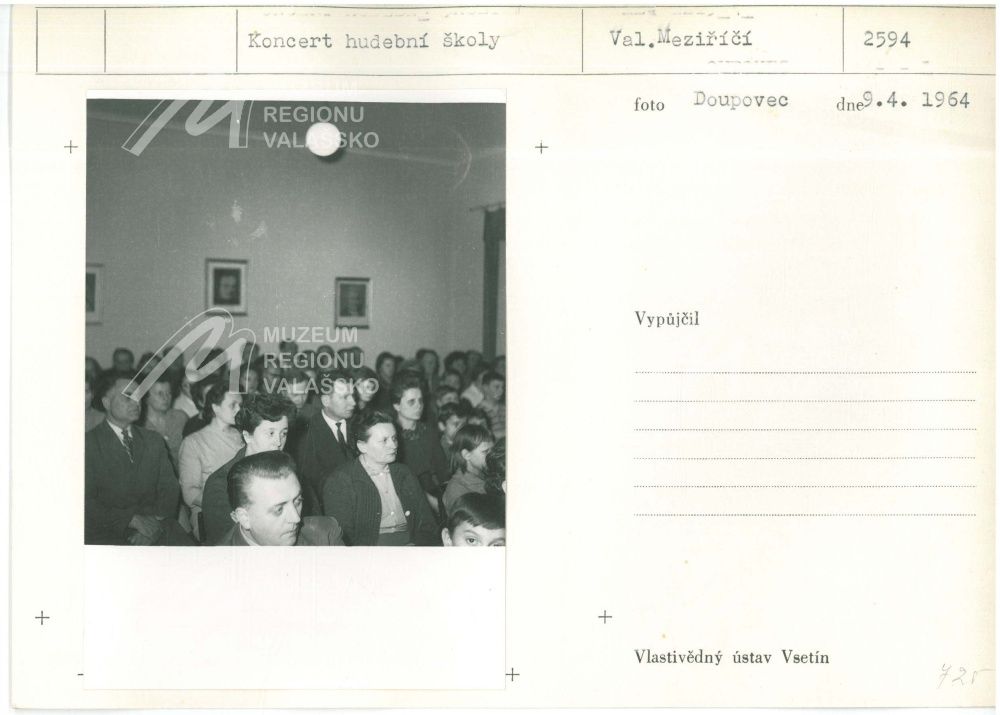 Koncert hudební školy
Val.Meziříčí
2594
foto Doupovec dne 9.4. 1964
REGIONU
VALAŠSKO
MUZEUM
REGIONU
VALAŠSKO
Vypůjčil
Vlastivědný ústav Vsetín
725